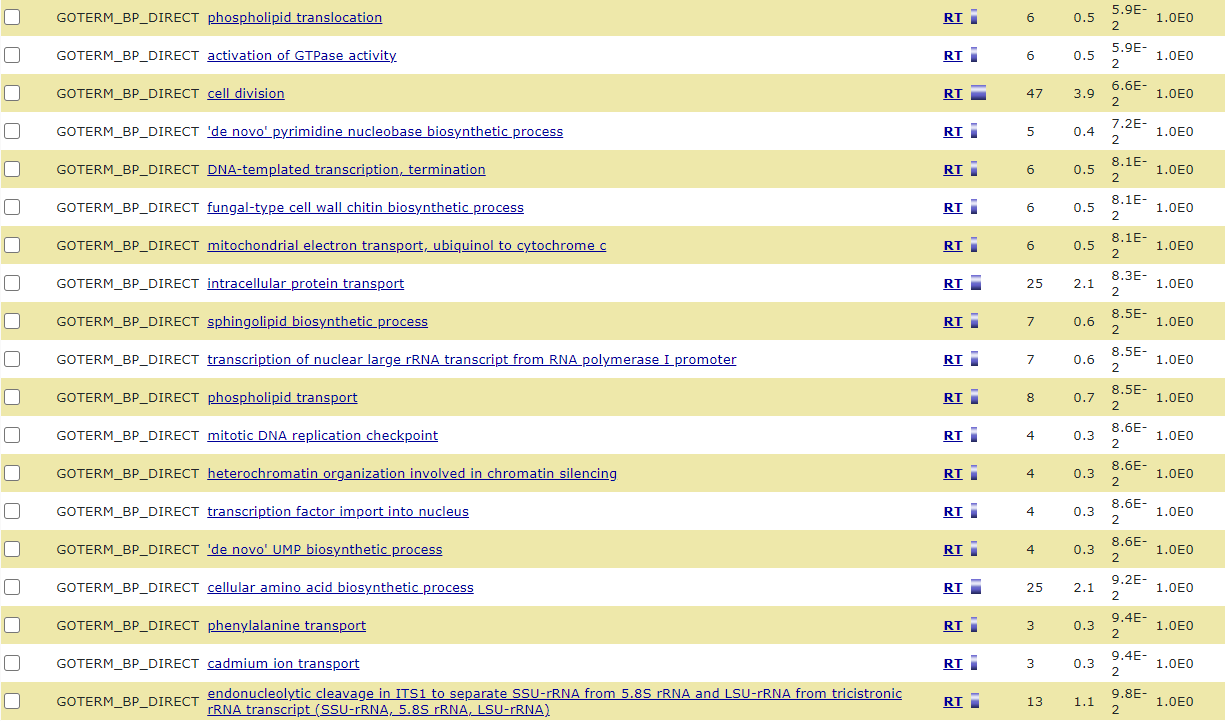 GOTERM_BP_DIRECT phospholipid translocation RT 6 0.5 5.9E-2 1.0E0
GOTERM_BP_DIRECT activation of GTPase activity RT 6 0.5 5.9E-2 1.0E0
GOTERM_BP_DIRECT cell division RT 47 3.9 6.6E-2 1.0E0
GOTERM_BP_DIRECT 'de novo' pyrimidine nucleobase biosynthetic process RT 5 0.4 7.2E-2 1.0E0
GOTERM_BP_DIRECT DNA-templated transcription, termination RT 6 0.5 8.1E-2 1.0E0
GOTERM_BP_DIRECT fungal-type cell wall chitin biosynthetic process RT 6 0.5 8.1E-2 1.0E0
GOTERM_BP_DIRECT mitochondrial electron transport, ubiquinol to cytochrome c RT 6 0.5 8.1E-2 1.0E0
GOTERM_BP_DIRECT intracellular protein transport RT 25 2.1 8.3E-2 1.0E0
GOTERM_BP_DIRECT sphingolipid biosynthetic process RT 7 0.6 8.5E-2 1.0E0
GOTERM_BP_DIRECT transcription of nuclear large rRNA transcript from RNA polymerase I promoter RT 7 0.6 8.5E-2 1.0E0
GOTERM_BP_DIRECT phospholipid transport RT 8 0.7 8.5E-2 1.0E0
GOTERM_BP_DIRECT mitotic DNA replication checkpoint RT 4 0.3 8.6E-2 1.0E0
GOTERM_BP_DIRECT heterochromatin organization involved in chromatin silencing RT 4 0.3 8.6E-2 1.0E0
GOTERM_BP_DIRECT transcription factor import into nucleus RT 4 0.3 8.6E-2 1.0E0
GOTERM_BP_DIRECT 'de novo' UMP biosynthetic process RT 4 0.3 8.6E-2 1.0E0
GOTERM_BP_DIRECT cellular amino acid biosynthetic process RT 25 2.1 9.2E-2 1.0E0
GOTERM_BP_DIRECT phenylalanine transport RT 3 0.3 9.4E-2 1.0E0
GOTERM_BP_DIRECT cadmium ion transport RT 3 0.3 9.4E-2 1.0E0
GOTERM_BP_DIRECT endonucleolytic cleavage in ITS1 to separate SSU-rRNA from 5.8S rRNA and LSU-rRNA from tricistronic
rRNA transcript (SSU-rRNA, 5.8S rRNA, LSU-rRNA) RT 13 1.1 9.8E-2 1.0E0